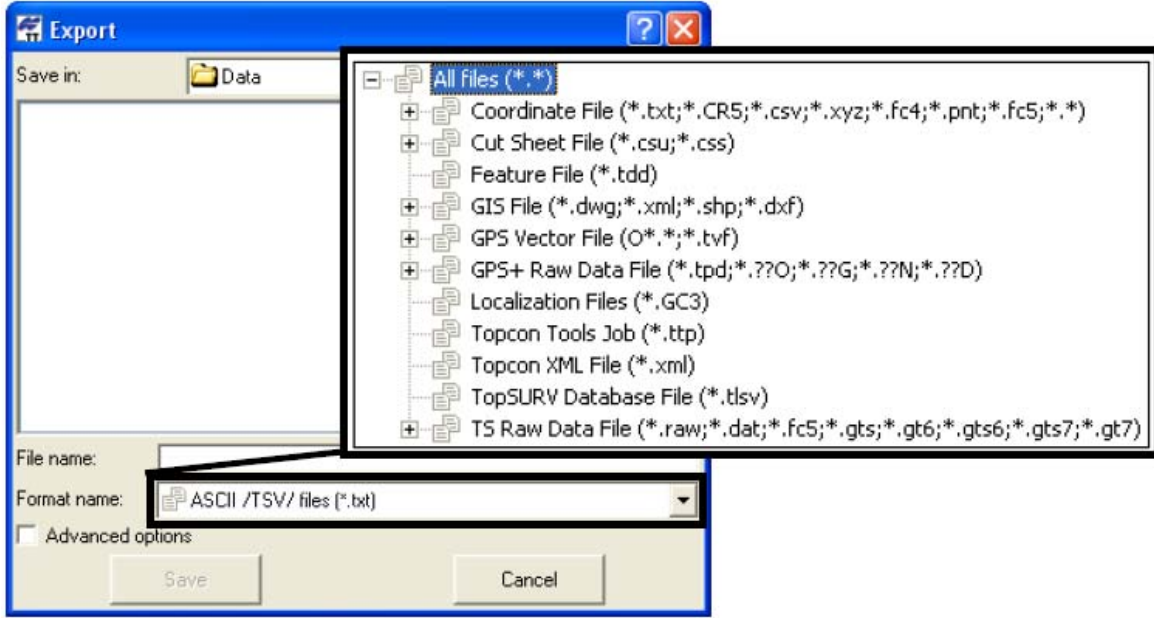 Export
Save in:
Data
All files (*.*)
Coordinate File (*.txt;*.CR5;*.csv;*.xyz;*.fc4;*.pnt;*.fc5;*.*)
Cut Sheet File (*.csu;*.css)
Feature File (*.tdd)
GIS File (*.dwg;*.xml;*.shp;*.dxf)
GPS Vector File (O*.*;*.tvf)
GPS+ Raw Data File (*.tpd;*.??O;*.??G;*.??N;*.??D)
Localization Files (*.GC3)
Topcon Tools Job (*.ttp)
Topcon XML File (*.xml)
TopSURV Database File (*.tlsv)
TS Raw Data File (*.raw;*.dat;*.fc5;*.gts;*.gt6;*.gts6;*.gts7;*.gt7)
File name:
Format name:
ASCII /TSV/ files (*.txt)
Advanced options
Save
Cancel